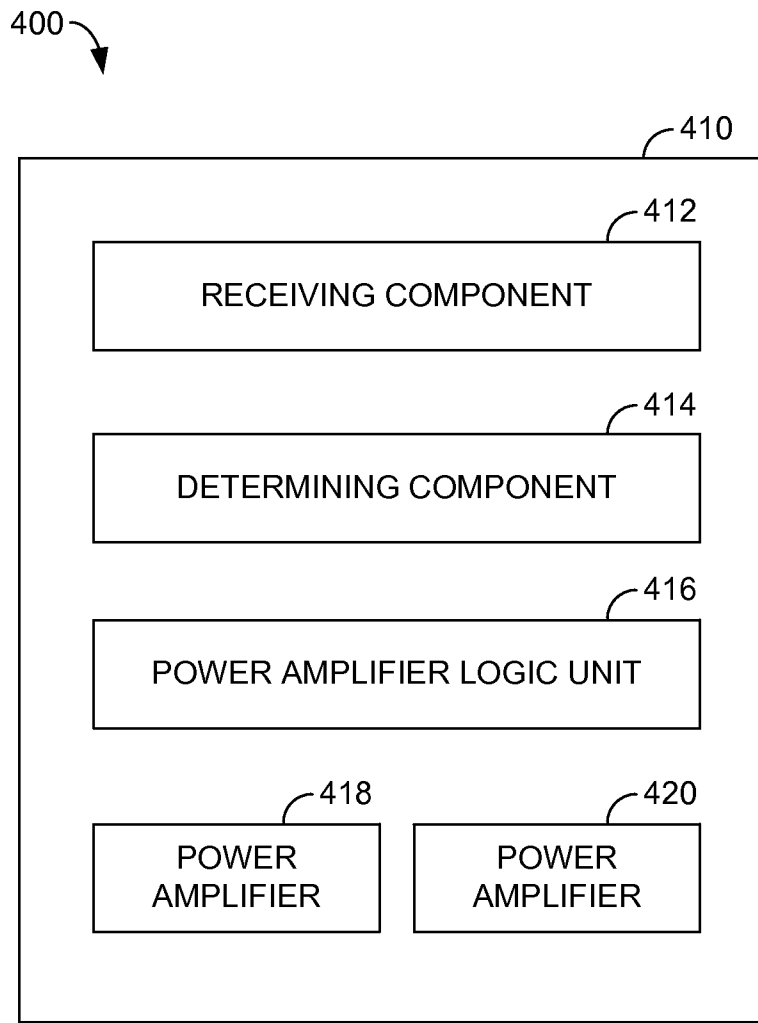 400
410
412
RECEIVING COMPONENT
414
DETERMINING COMPONENT
416
POWER AMPLIFIER LOGIC UNIT
418
POWER
AMPLIFIER
420
POWER
AMPLIFIER